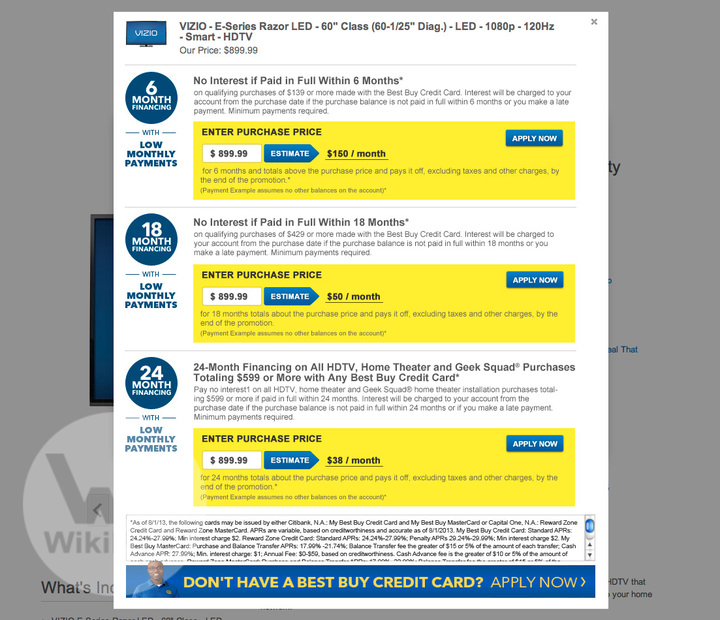 VIZIO
VIZIO - E-Series Razor LED - 60" Class (60-1/25" Diag.) - LED - 1080p - 120Hz
- Smart - HDTV
Our Price: $899.99
6
MONTH
FINANCING
WITH
LOW
MONTHLY
PAYMENTS
No Interest if Paid in Full Within 6 Months*
on qualifying purchases of $139 or more made with the Best Buy Credit Card. Interest will be charged to your
account from the purchase date if the purchase balance is not paid in full within 6 months or you make a late
payment. Minimum payments required.
ENTER PURCHASE PRICE
APPLY NOW
$ 899.99 ESTIMATE $150 / month
for 6 months and totals above the purchase price and pays it off, excluding taxes and other charges, by
the end of the promotion.*
(Payment Example assumes no other balances on the account)*
18
MONTH
FINANCING
WITH
LOW
MONTHLY
PAYMENTS
No Interest if Paid in Full Within 18 Months*
on qualifying purchases of $429 or more made with the Best Buy Credit Card. Interest will be charged to
your account from the purchase date if the purchase balance is not paid in full within 18 months or you
make a late payment. Minimum payments required.
ENTER PURCHASE PRICE
APPLY NOW
$ 899.99 ESTIMATE $50 / month
for 18 months totals about the purchase price and pays it off, excluding taxes and other charges, by the
end of the promotion.
(Payment Example assumes no other balances on the account)*
24
MONTH
FINANCING
WITH
LOW
MONTHLY
PAYMENTS
24-Month Financing on All HDTV, Home Theater and Geek Squad® Purchases
Totaling $599 or More with Any Best Buy Credit Card*
Pay no interest1 on all HDTV, home theater and Geek Squad® home theater installation purchases total-
ing $599 or more if paid in full within 24 months. Interest will be charged to your account from the
purchase date if the purchase balance is not paid in full within 24 months or if you make a late payment.
Minimum payments required.
ENTER PURCHASE PRICE
APPLY NOW
$ 899.99 ESTIMATE $38 / month
for 24 months totals about the purchase price and pays it off, excluding taxes and other charges, by the
end of the promotion.*
(Payment Example assumes no other balances on the account)*
*As of 8/1/13, the following cards may be issued by either Citibank, N.A.: My Best Buy Credit Card and My Best Buy MasterCard or Capital One, N.A.: Reward Zone
Credit Card and Reward Zone MasterCard. APRs are variable, based on creditworthiness and accurate as of 8/1/2013. My Best Buy Credit Card: Standard APRs:
24.24%-27.99%; Min interest charge $2. Reward Zone Credit Card: Standard APRs: 24.24%-27.99%; Penalty APRs 29.24%-29.99%; Min interest charge $2. My
Best Buy MasterCard: Purchase and Balance Transfer APRs: 17.99% -21.74%; Balance Transfer fee the greater of $15 or 5% of the amount of each transfer; Cash
Advance APR: 27.99%; Min. interest charge: $1; Annual Fee: $0-$59, based on creditworthiness. Cash Advance fee is the greater of $10 or 5% of the amount of
DON'T HAVE A BEST BUY CREDIT CARD? APPLY NOW ›
ty
eal That
W
Wiki
What's Inc
HDTV that
o your home
VIZIO E-Series Razor LED - 60" Class / LED